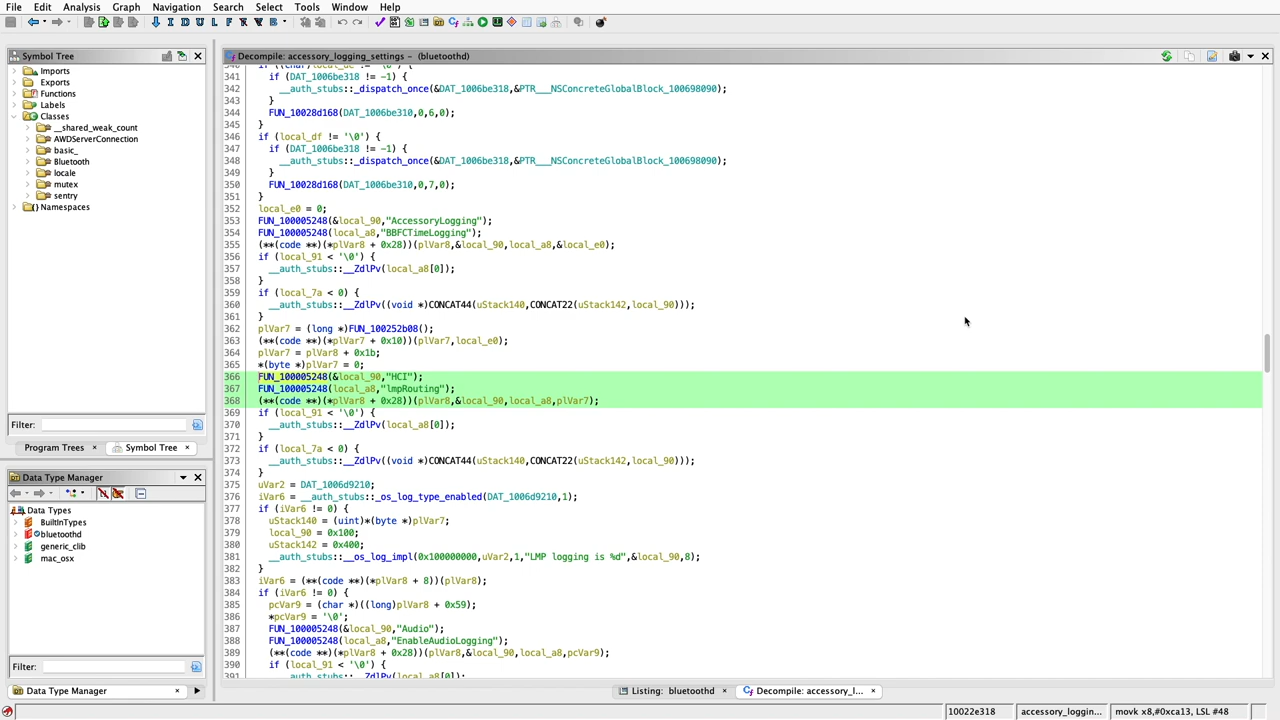 File Edit Analysis Graph Navigation Search Select Tools Window Help
I D U L F B
Symbol Tree
Imports
Exports
Functions
Labels
Classes
__shared_weak_count
AWDServerConnection
basic_
Bluetooth
locale
mutex
sentry
{} Namespaces
Filter:
Program Trees × Symbol Tree ×
Data Type Manager
Data Types
BuiltInTypes
bluetoothd
generic_clib
mac_osx
Filter:
Data Type Manager ×
Decompile: accessory_logging_settings – (bluetoothd)
341 if (DAT_1006be318 != -1) {
342 __auth_stubs::_dispatch_once(&DAT_1006be318,&PTR___NSConcreteGlobalBlock_100698090);
343 }
344 FUN_10028d168(DAT_1006be310,0,6,0);
345 }
346 if (local_df != '\0') {
347 if (DAT_1006be318 != -1) {
348 __auth_stubs::_dispatch_once(&DAT_1006be318,&PTR___NSConcreteGlobalBlock_100698090);
349 }
350 FUN_10028d168(DAT_1006be310,0,7,0);
351 }
352 local_e0 = 0;
353 FUN_100005248(&local_90,"AccessoryLogging");
354 FUN_100005248(local_a8,"BBFCTimeLogging");
355 (**(code **)(*plVar8 + 0x28))(plVar8,&local_90,local_a8,&local_e0);
356 if (local_91 < '\0') {
357 __auth_stubs::__ZdlPv(local_a8[0]);
358 }
359 if (local_7a < 0) {
360 __auth_stubs::__ZdlPv((void *)CONCAT44(uStack140,CONCAT22(uStack142,local_90)));
361 }
362 plVar7 = (long *)FUN_100252b08();
363 (**(code **)(*plVar7 + 0x10))(plVar7,local_e0);
364 plVar7 = plVar8 + 0x1b;
365 *(byte *)plVar7 = 0;
366 FUN_100005248(&local_90,"HCI");
367 FUN_100005248(local_a8,"lmpRouting");
368 (**(code **)(*plVar8 + 0x28))(plVar8,&local_90,local_a8,plVar7);
369 if (local_91 < '\0') {
370 __auth_stubs::__ZdlPv(local_a8[0]);
371 }
372 if (local_7a < 0) {
373 __auth_stubs::__ZdlPv((void *)CONCAT44(uStack140,CONCAT22(uStack142,local_90)));
374 }
375 uVar2 = DAT_1006d9210;
376 iVar6 = __auth_stubs::_os_log_type_enabled(DAT_1006d9210,1);
377 if (iVar6 != 0) {
378 uStack140 = (uint)*(byte *)plVar7;
379 local_90 = 0x100;
380 uStack142 = 0x400;
381 __auth_stubs::__os_log_impl(0x100000000,uVar2,1,"LMP logging is %d",&local_90,8);
382 }
383 iVar6 = (**(code **)(*plVar8 + 8))(plVar8);
384 if (iVar6 != 0) {
385 pcVar9 = (char *)((long)plVar8 + 0x59);
386 *pcVar9 = '\0';
387 FUN_100005248(&local_90,"Audio");
388 FUN_100005248(local_a8,"EnableAudioLogging");
389 (**(code **)(*plVar8 + 0x28))(plVar8,&local_90,local_a8,pcVar9);
390 if (local_91 < '\0') {
391 __auth_stubs::__ZdlPv(local_a8[0]);
Listing: bluetoothd × Decompile: accessory_l... ×
10022e318 accessory_loggin... movk x8,#0xca13, LSL #48